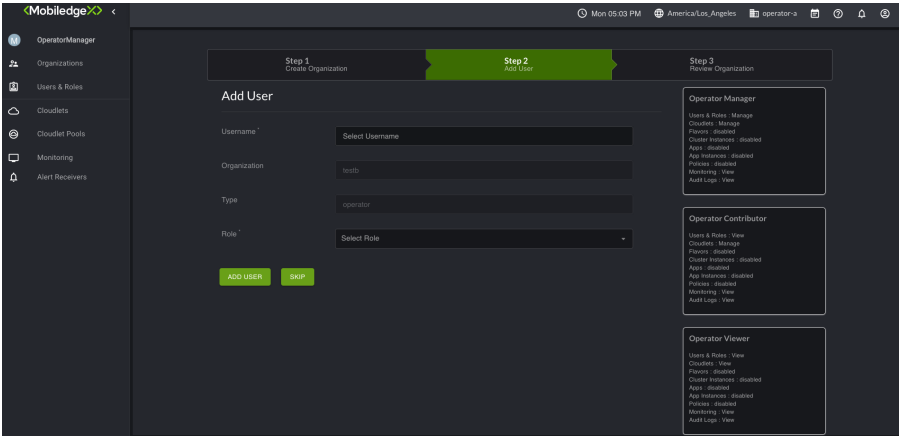 <MobiledgeX> ‹
Mon 05:03 PM America/Los_Angeles operator-a
M OperatorManager
Organizations
Users & Roles
Cloudlets
Cloudlet Pools
Monitoring
Alert Receivers
Step 1
Create Organization
Step 2
Add User
Step 3
Review Organization
Add User
Username *
Select Username
Organization
testb
Type
operator
Role *
Select Role
ADD USER SKIP
Operator Manager
Users & Roles : Manage
Cloudlets : Manage
Flavors : disabled
Cluster Instances : disabled
Apps : disabled
App Instances : disabled
Policies : disabled
Monitoring : View
Audit Logs : View
Operator Contributor
Users & Roles : View
Cloudlets : Manage
Flavors : disabled
Cluster Instances : disabled
Apps : disabled
App Instances : disabled
Policies : disabled
Monitoring : View
Audit Logs : View
Operator Viewer
Users & Roles : View
Cloudlets : View
Flavors : disabled
Cluster Instances : disabled
Apps : disabled
App Instances : disabled
Policies : disabled
Monitoring : View
Audit Logs : View